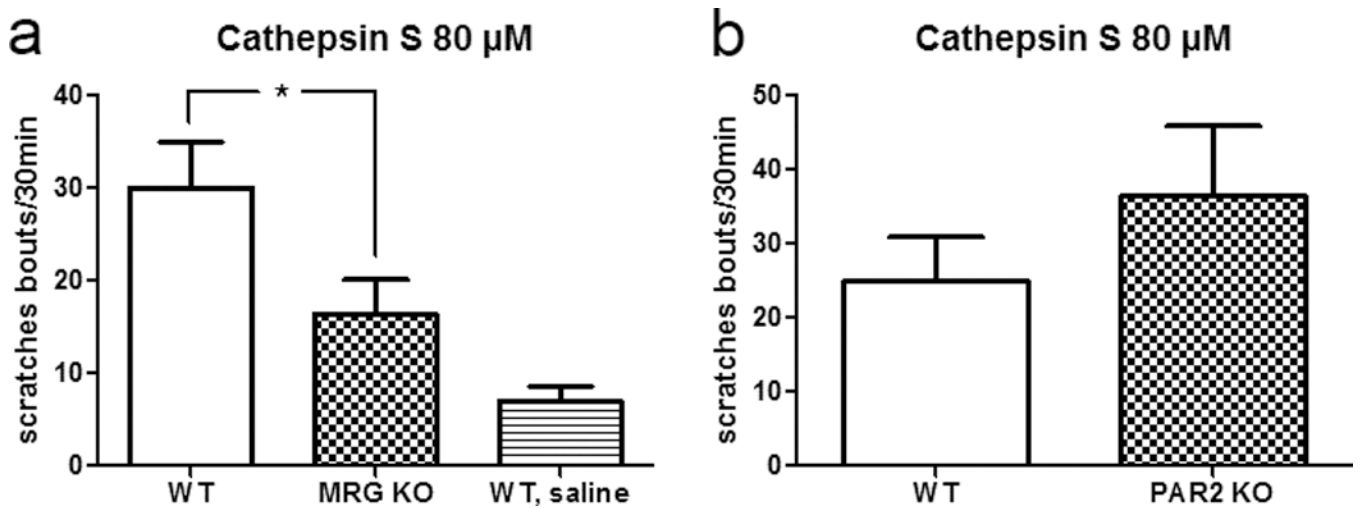 a
Cathepsin S 80 µM
scratches bouts/30min
40
30
20
10
0
*
WT
MRG KO
WT, saline
b
Cathepsin S 80 µM
scratches bouts/30min
50
40
30
20
10
0
WT
PAR2 KO